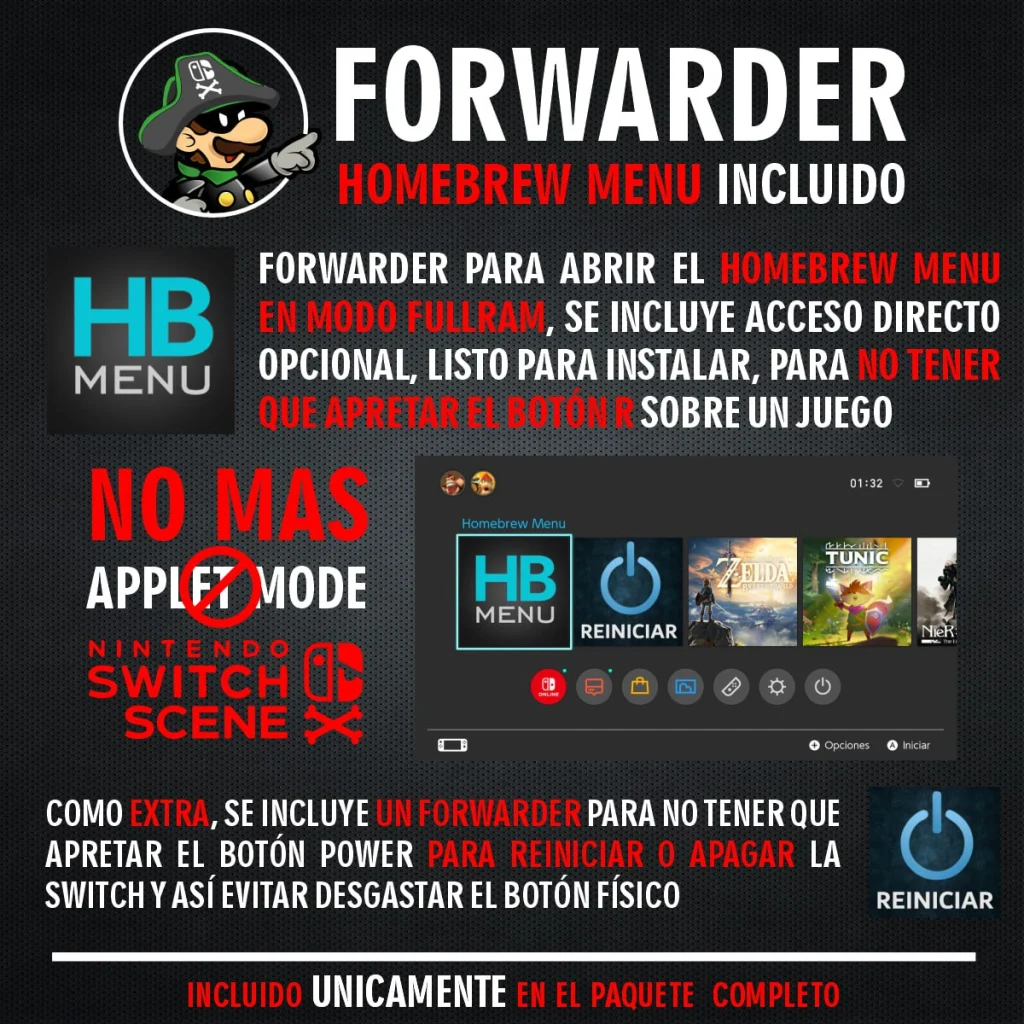 FORWARDER
HOMEBREW MENU INCLUIDO
HB
MENU
FORWARDER PARA ABRIR EL HOMEBREW MENU
EN MODO FULLRAM, SE INCLUYE ACCESO DIRECTO
OPCIONAL, LISTO PARA INSTALAR, PARA NO TENER
QUE APRETAR EL BOTÓN R SOBRE UN JUEGO
NO MAS
APPLET MODE
NINTENDO
SWITCH
SCENE
01:32
Homebrew Menu
HB
MENU
REINICIAR
ZELDA
TUNIC
NieR
ONLINE
Opciones
Iniciar
COMO EXTRA, SE INCLUYE UN FORWARDER PARA NO TENER QUE
APRETAR EL BOTÓN POWER PARA REINICIAR O APAGAR LA
SWITCH Y ASÍ EVITAR DESGASTAR EL BOTÓN FÍSICO
REINICIAR
INCLUIDO UNICAMENTE EN EL PAQUETE COMPLETO